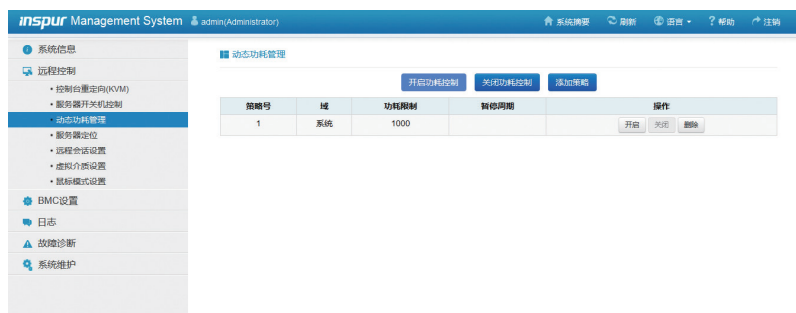 inspur Management System admin(Administrator) 系统摘要 刷新 语言 帮助 注销
系统信息
远程控制
• 控制台重定向(KVM)
• 服务器开关机控制
• 动态功耗管理
• 服务器定位
• 远程会话设置
• 虚拟介质设置
• 鼠标模式设置
BMC设置
日志
故障诊断
系统维护
动态功耗管理
开启功耗控制 关闭功耗控制 添加策略
策略号 域 功耗限制 暂停周期 操作
1 系统 1000 开启 关闭 删除